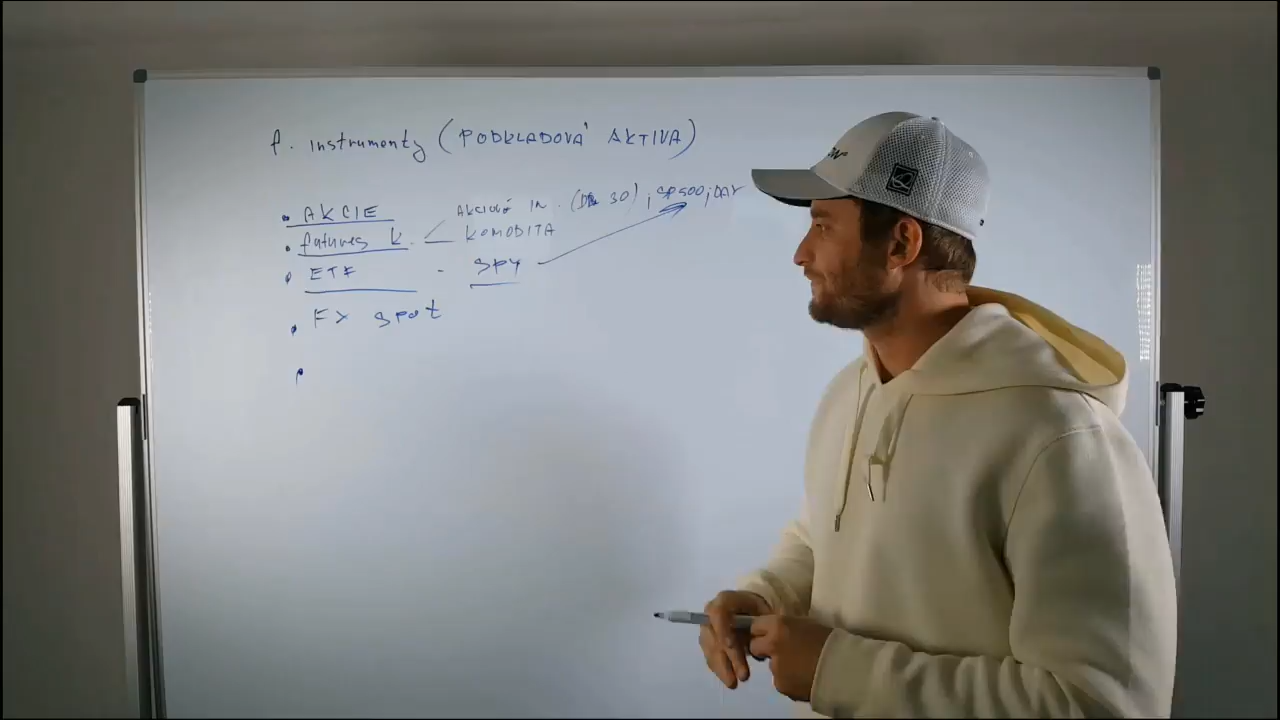 f. instrumenty (PODKLADOVÁ AKTIVA)
• AKCIE
AKCIOVÉ IN. ( 30), SP500, DAX
• futures k.
KOMODITA
• ETF - SPY
• FX spot